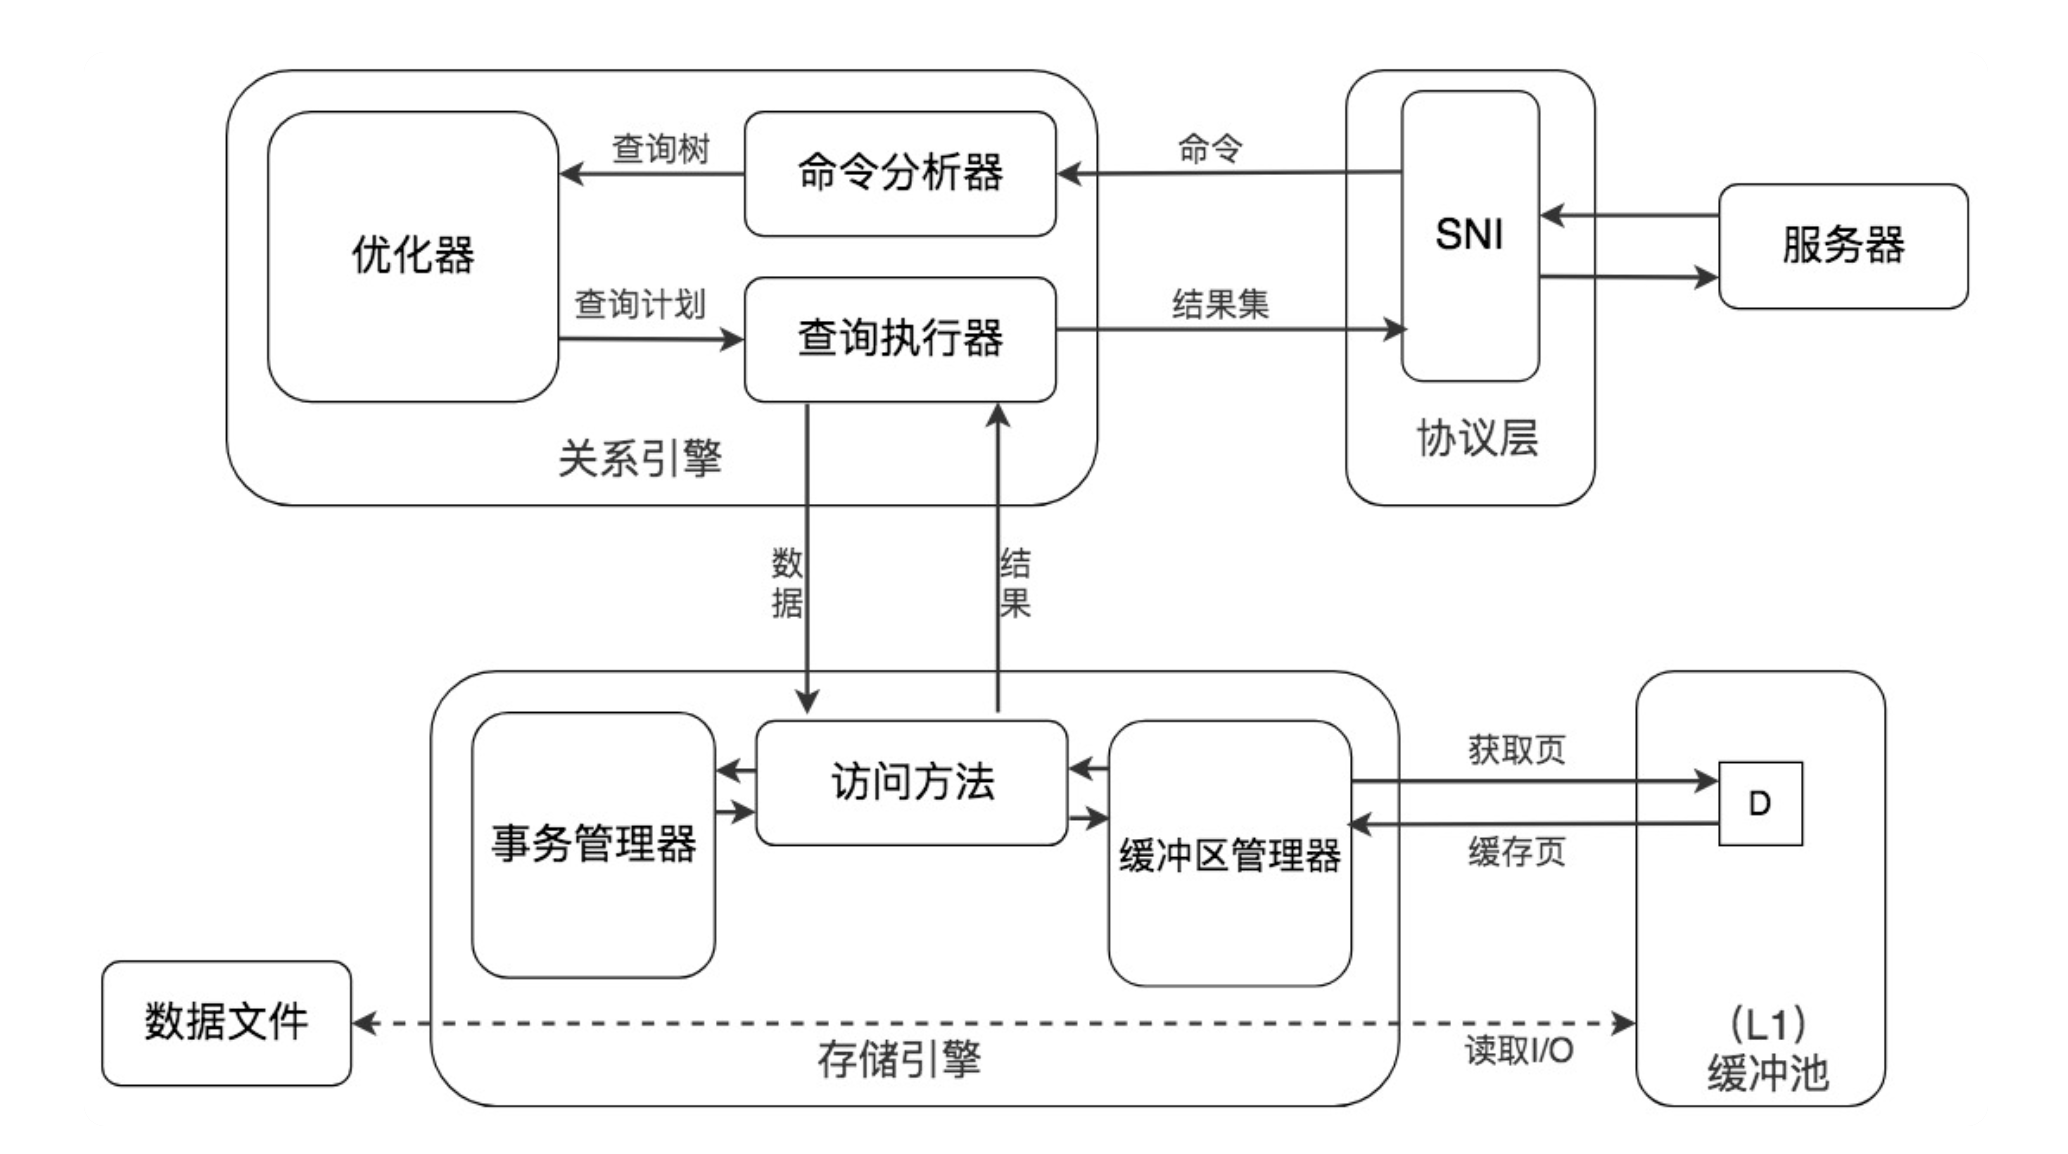 查询树
命令分析器
命令
SNI
服务器
优化器
查询计划
查询执行器
结果集
关系引擎
协议层
数
据
结
果
事务管理器
访问方法
缓冲区管理器
获取页
D
缓存页
数据文件
存储引擎
读取I/O
(L1)
缓冲池